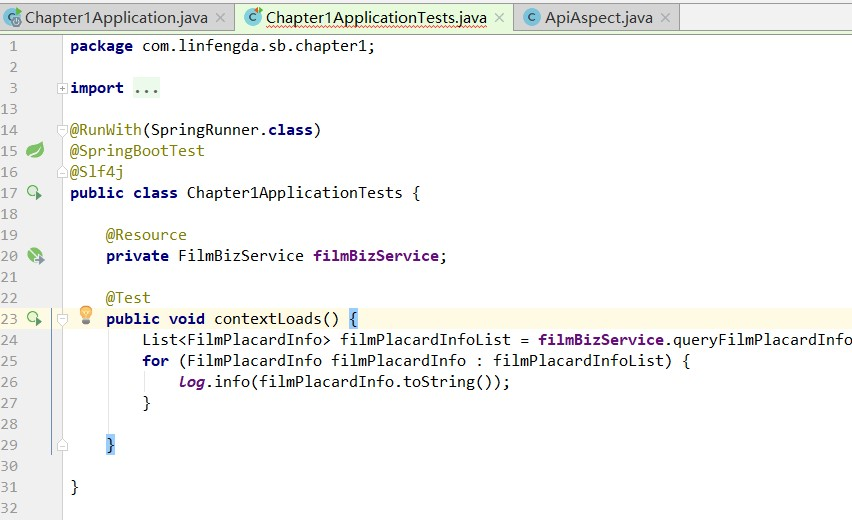 Chapter1Application.java × Chapter1ApplicationTests.java × ApiAspect.java ×
1 package com.linfengda.sb.chapter1;
2
3 import ...
13
14 @RunWith(SpringRunner.class)
15 @SpringBootTest
16 @Slf4j
17 public class Chapter1ApplicationTests {
18
19     @Resource
20     private FilmBizService filmBizService;
21
22     @Test
23     public void contextLoads() {
24         List<FilmPlacardInfo> filmPlacardInfoList = filmBizService.queryFilmPlacardInfo
25         for (FilmPlacardInfo filmPlacardInfo : filmPlacardInfoList) {
26             log.info(filmPlacardInfo.toString());
27         }
28
29     }
30
31 }
32